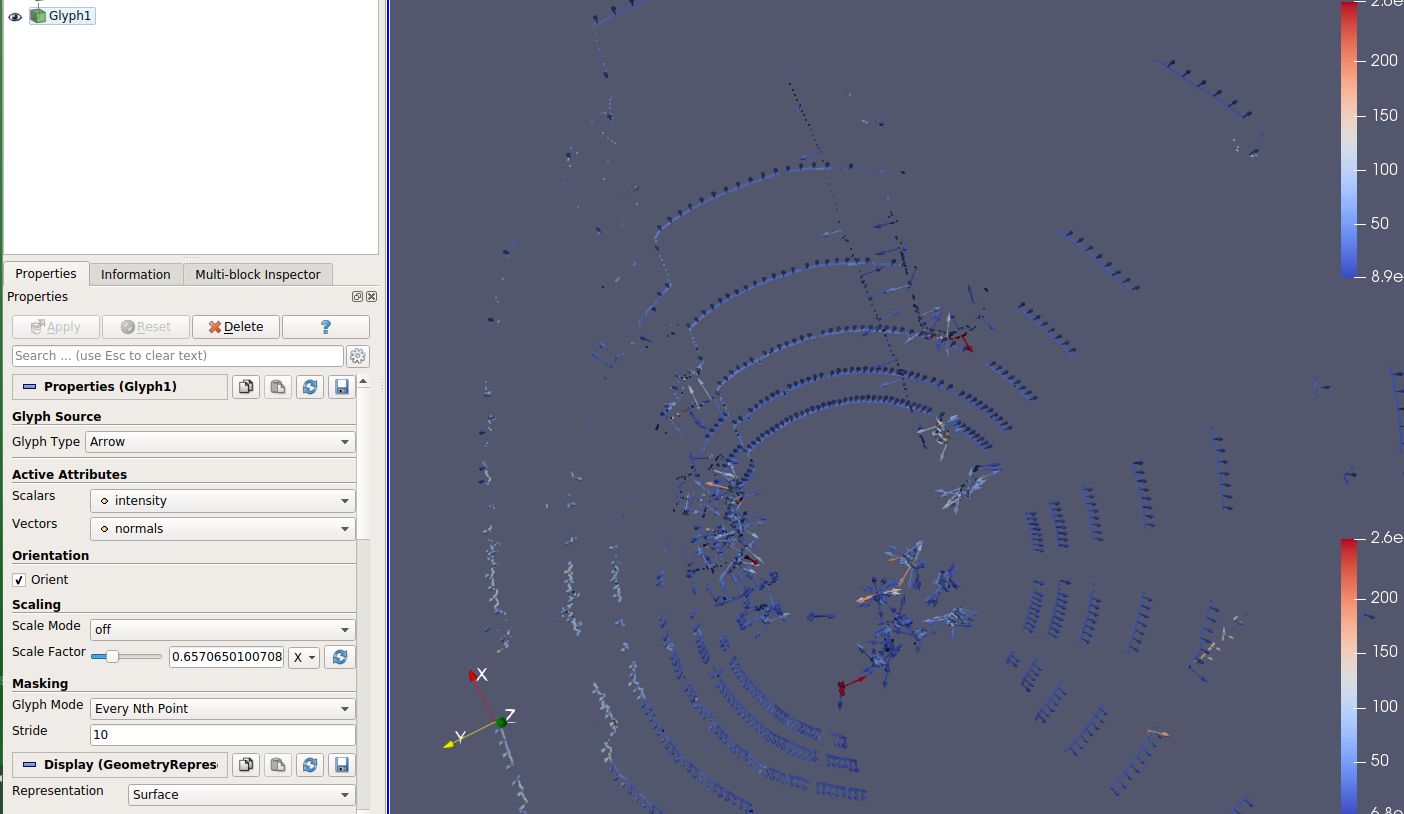 Glyph1
Properties
Information
Multi-block Inspector
Properties
Apply
Reset
Delete
?
Search ... (use Esc to clear text)
Properties (Glyph1)
Glyph Source
Glyph Type Arrow
Active Attributes
Scalars intensity
Vectors normals
Orientation
Orient
Scaling
Scale Mode off
Scale Factor 0.6570650100708 X
Masking
Glyph Mode Every Nth Point
Stride 10
Display (GeometryRepres
Representation Surface
X
Y
Z
2.6e
200
150
100
50
8.9e
2.6e
200
150
100
50
6.8e